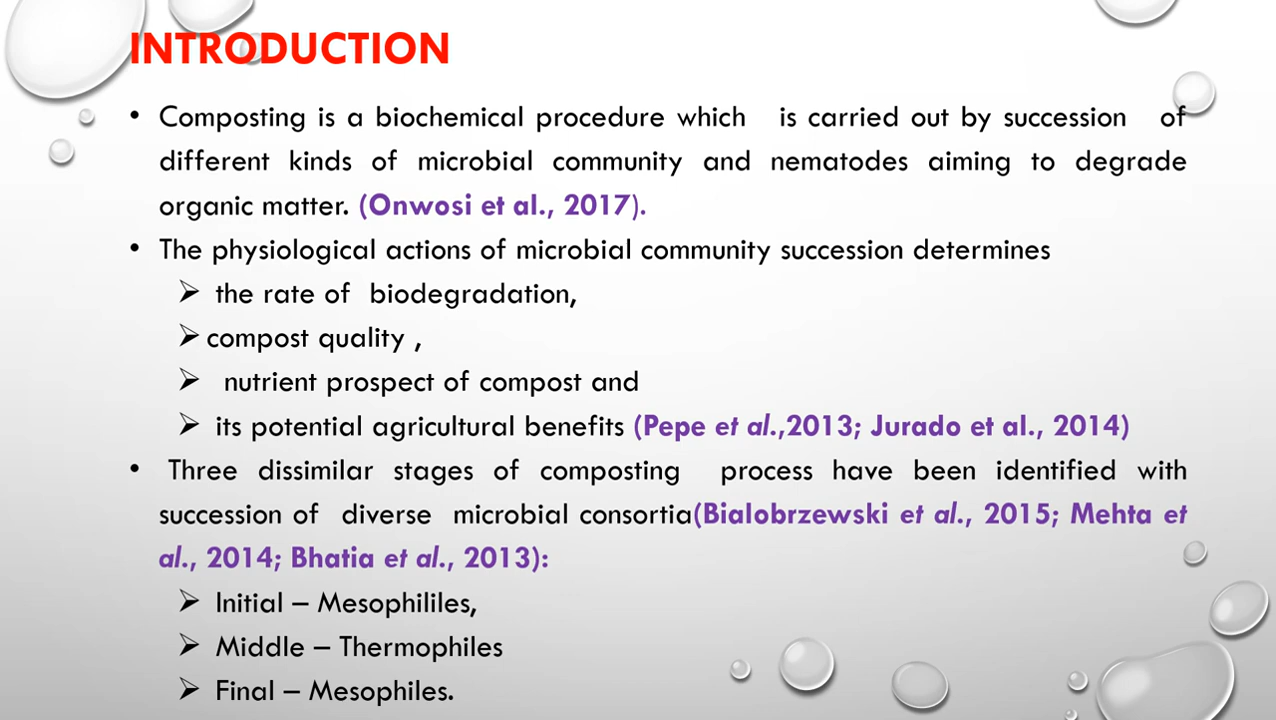 INTRODUCTION
• Composting is a biochemical procedure which is carried out by succession of
different kinds of microbial community and nematodes aiming to degrade
organic matter. (Onwosi et al., 2017).
• The physiological actions of microbial community succession determines
➢ the rate of biodegradation,
➢ compost quality ,
➢ nutrient prospect of compost and
➢ its potential agricultural benefits (Pepe et al.,2013; Jurado et al., 2014)
• Three dissimilar stages of composting process have been identified with
succession of diverse microbial consortia(Bialobrzewski et al., 2015; Mehta et
al., 2014; Bhatia et al., 2013):
➢ Initial – Mesophililes,
➢ Middle – Thermophiles
➢ Final – Mesophiles.